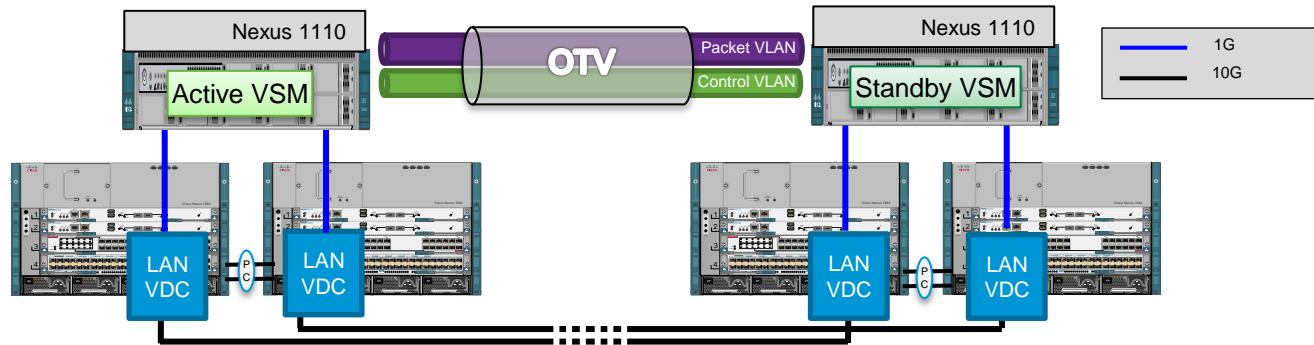 Nexus 1110
Active VSM
OTV
Packet VLAN
Control VLAN
Nexus 1110
Standby VSM
1G
10G
LAN
VDC
P
C
LAN
VDC
LAN
VDC
P
C
LAN
VDC